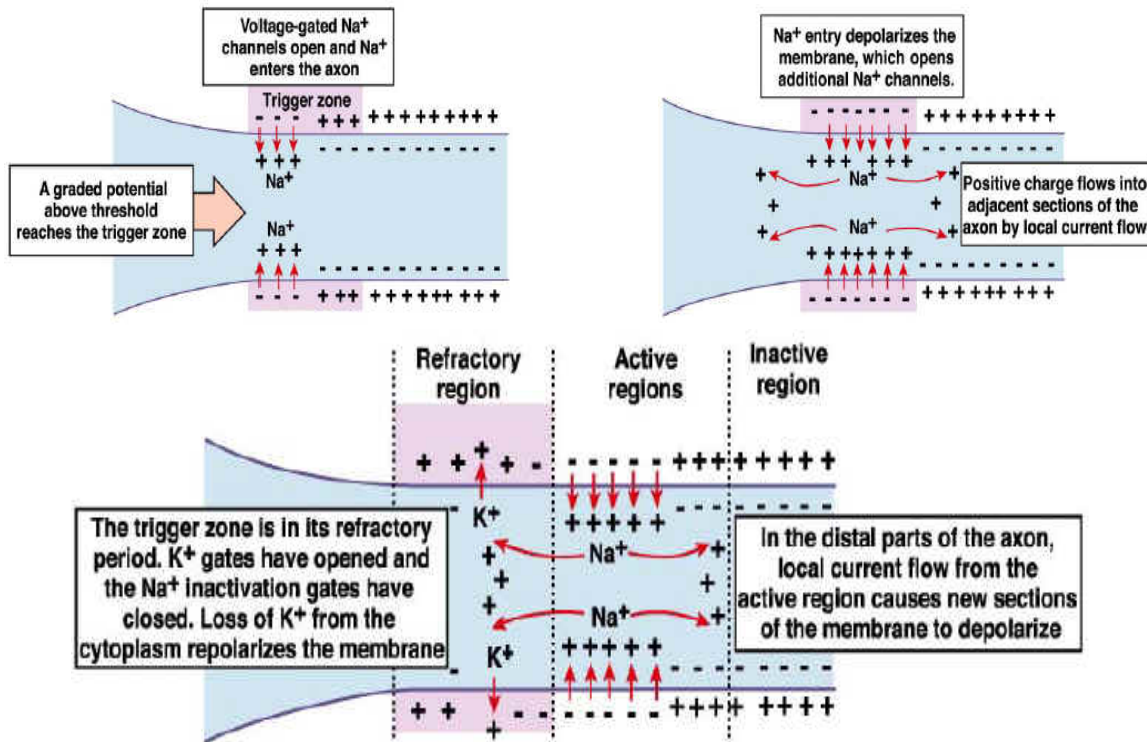 Voltage-gated Na+
channels open and Na+
enters the axon
Trigger zone
- - - + + + + + + + + + + + +
- - - - - - - - - - - -
+ + +
Na+
A graded potential
above threshold
reaches the trigger zone
Na+
+ + +
- - - - - - - - - - - -
- - - + + + + + + + + + + + +
Na+ entry depolarizes the
membrane, which opens
additional Na+ channels.
- - - - - - + + + + + + + + +
+ + + + + + - - - - - - - - -
+ Na+ +
+ +
+ Na+ +
Positive charge flows into
adjacent sections of the
axon by local current flow
+ + + + + + - - - - - - - - -
- - - - - - + + + + + + + + +
Refractory
region
Active
regions
Inactive
region
+ + + + - - - - - - + + + + + + + +
- K+ + + + + + - - - - - - - -
The trigger zone is in its refractory
period. K+ gates have opened and
the Na+ inactivation gates have
closed. Loss of K+ from the
cytoplasm repolarizes the membrane
+ Na+ +
+ +
+ Na+ +
In the distal parts of the axon,
local current flow from the
active region causes new sections
of the membrane to depolarize
- K+ + + + + + - - - - - - - -
+ + + - - - - - - - + + + + + + + +